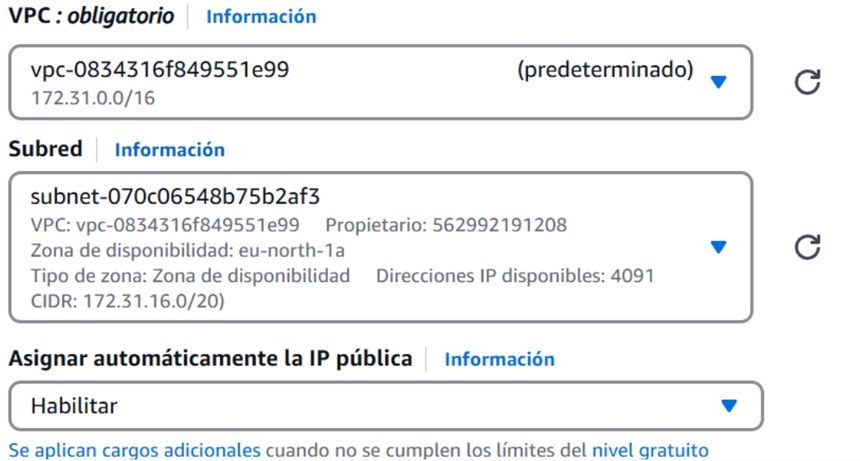 VPC : obligatorio Información
vpc-0834316f849551e99 (predeterminado)
172.31.0.0/16
Subred Información
subnet-070c06548b75b2af3
VPC: vpc-0834316f849551e99 Propietario: 562992191208
Zona de disponibilidad: eu-north-1a
Tipo de zona: Zona de disponibilidad Direcciones IP disponibles: 4091
CIDR: 172.31.16.0/20)
Asignar automáticamente la IP pública Información
Habilitar
Se aplican cargos adicionales cuando no se cumplen los límites del nivel gratuito